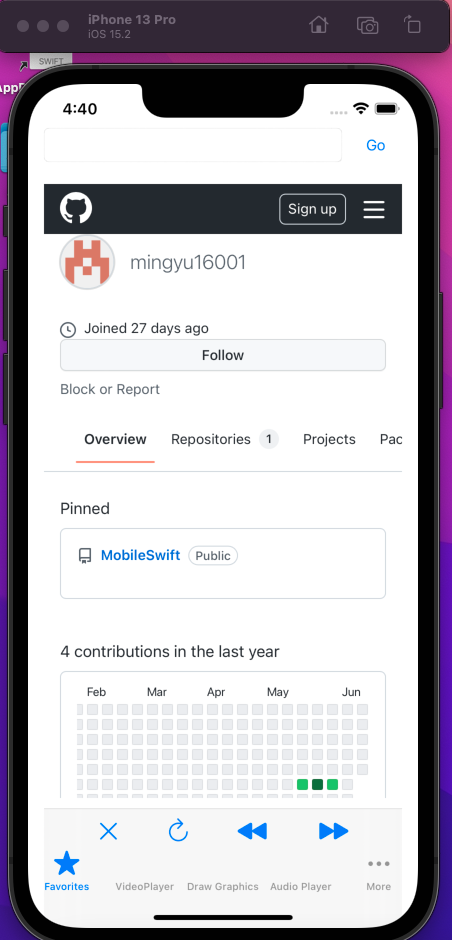 iPhone 13 Pro
iOS 15.2
SWIFT
4:40
Go
Sign up
mingyu16001
Joined 27 days ago
Follow
Block or Report
Overview Repositories 1 Projects Pac
Pinned
MobileSwift Public
4 contributions in the last year
Feb Mar Apr May Jun
Favorites VideoPlayer Draw Graphics Audio Player More